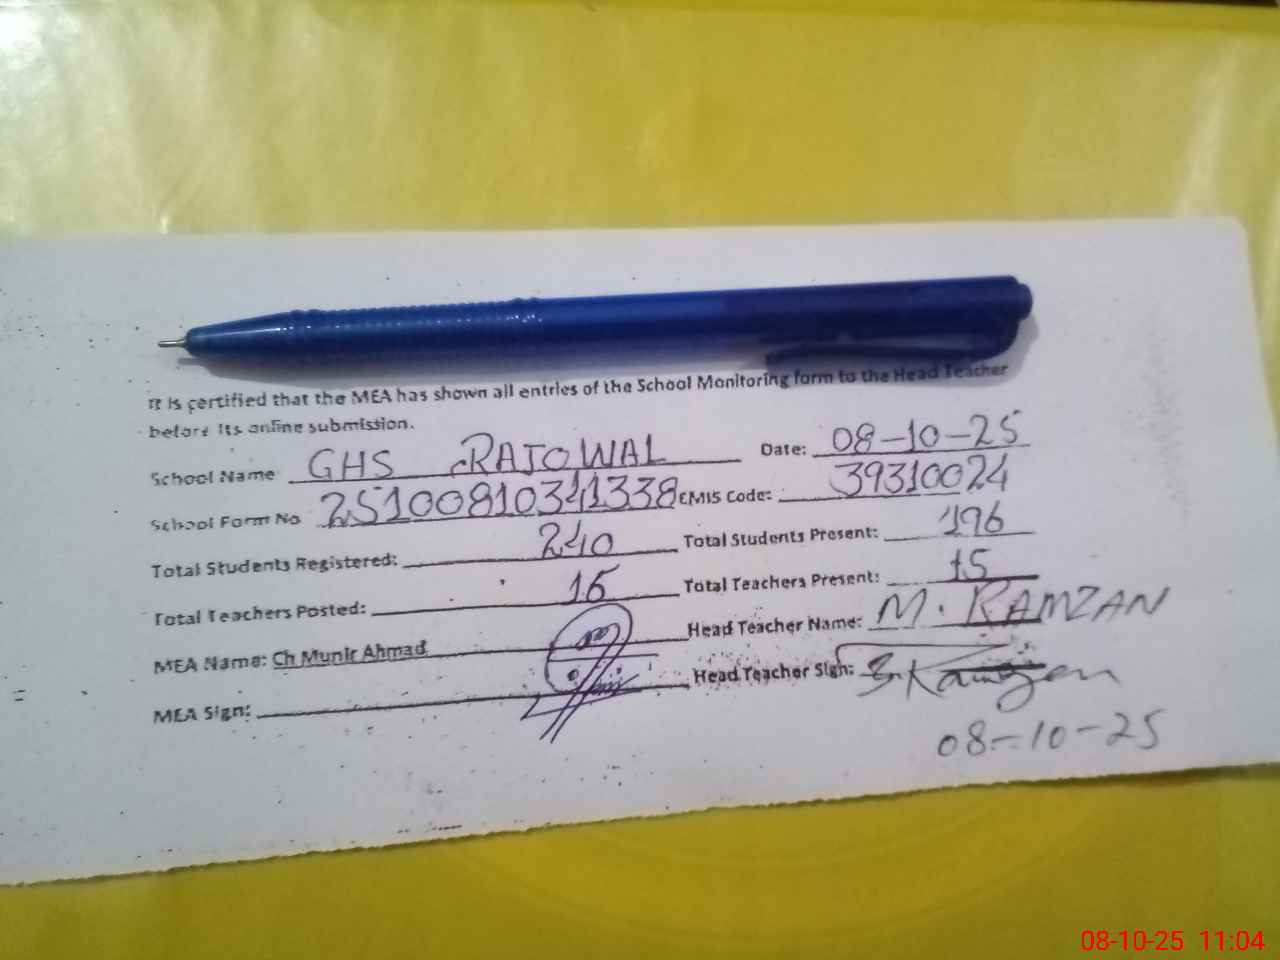 It is certified that the MEA has shown all entries of the School Monitoring form to the Head Teacher
before its online submission.
School Name GHS RAJOWAL Date: 08-10-25
School Form No 25100810341338 EMIS Code: 39310024
Total Students Registered: 240 Total Students Present: 196
Total Teachers Posted: 16 Total Teachers Present: 15
MEA Name: Ch Munir Ahmad Head Teacher Name: M. RAMZAN
MEA Sign: Head Teacher Sign:
08-10-25
08-10-25 11:04